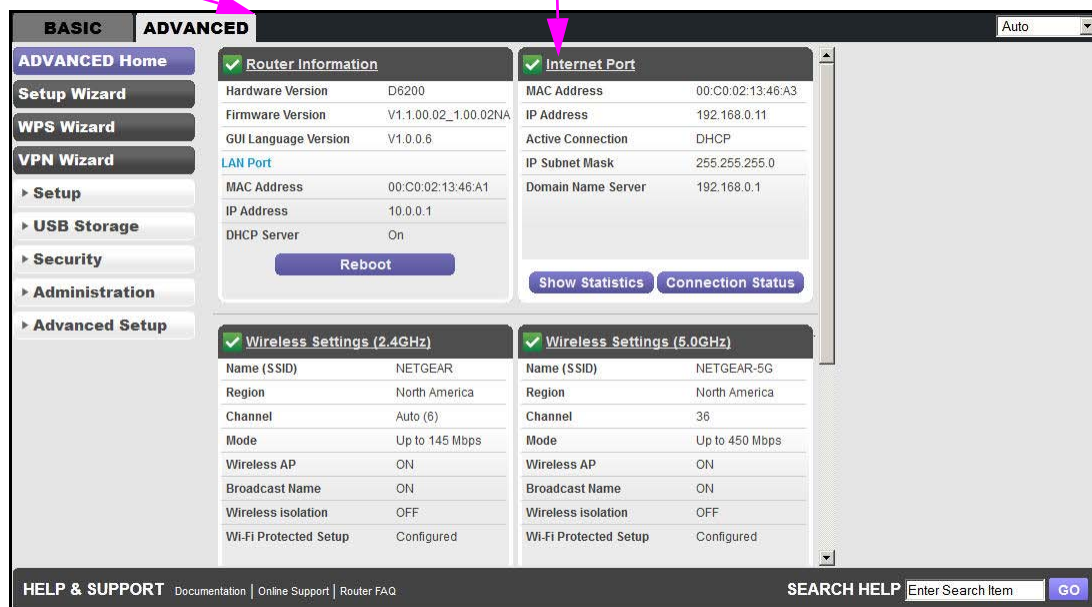 BASIC ADVANCED Auto
ADVANCED Home
Setup Wizard
WPS Wizard
VPN Wizard
Setup
USB Storage
Security
Administration
Advanced Setup
Router Information
Hardware Version D6200
Firmware Version V1.1.00.02_1.00.02NA
GUI Language Version V1.0.0.6
LAN Port
MAC Address 00:C0:02:13:46:A1
IP Address 10.0.0.1
DHCP Server On
Reboot
Internet Port
MAC Address 00:C0:02:13:46:A3
IP Address 192.168.0.11
Active Connection DHCP
IP Subnet Mask 255.255.255.0
Domain Name Server 192.168.0.1
Show Statistics Connection Status
Wireless Settings (2.4GHz)
Name (SSID) NETGEAR
Region North America
Channel Auto (6)
Mode Up to 145 Mbps
Wireless AP ON
Broadcast Name ON
Wireless isolation OFF
Wi-Fi Protected Setup Configured
Wireless Settings (5.0GHz)
Name (SSID) NETGEAR-5G
Region North America
Channel 36
Mode Up to 450 Mbps
Wireless AP ON
Broadcast Name ON
Wireless isolation OFF
Wi-Fi Protected Setup Configured
HELP & SUPPORT Documentation | Online Support | Router FAQ SEARCH HELP Enter Search Item GO